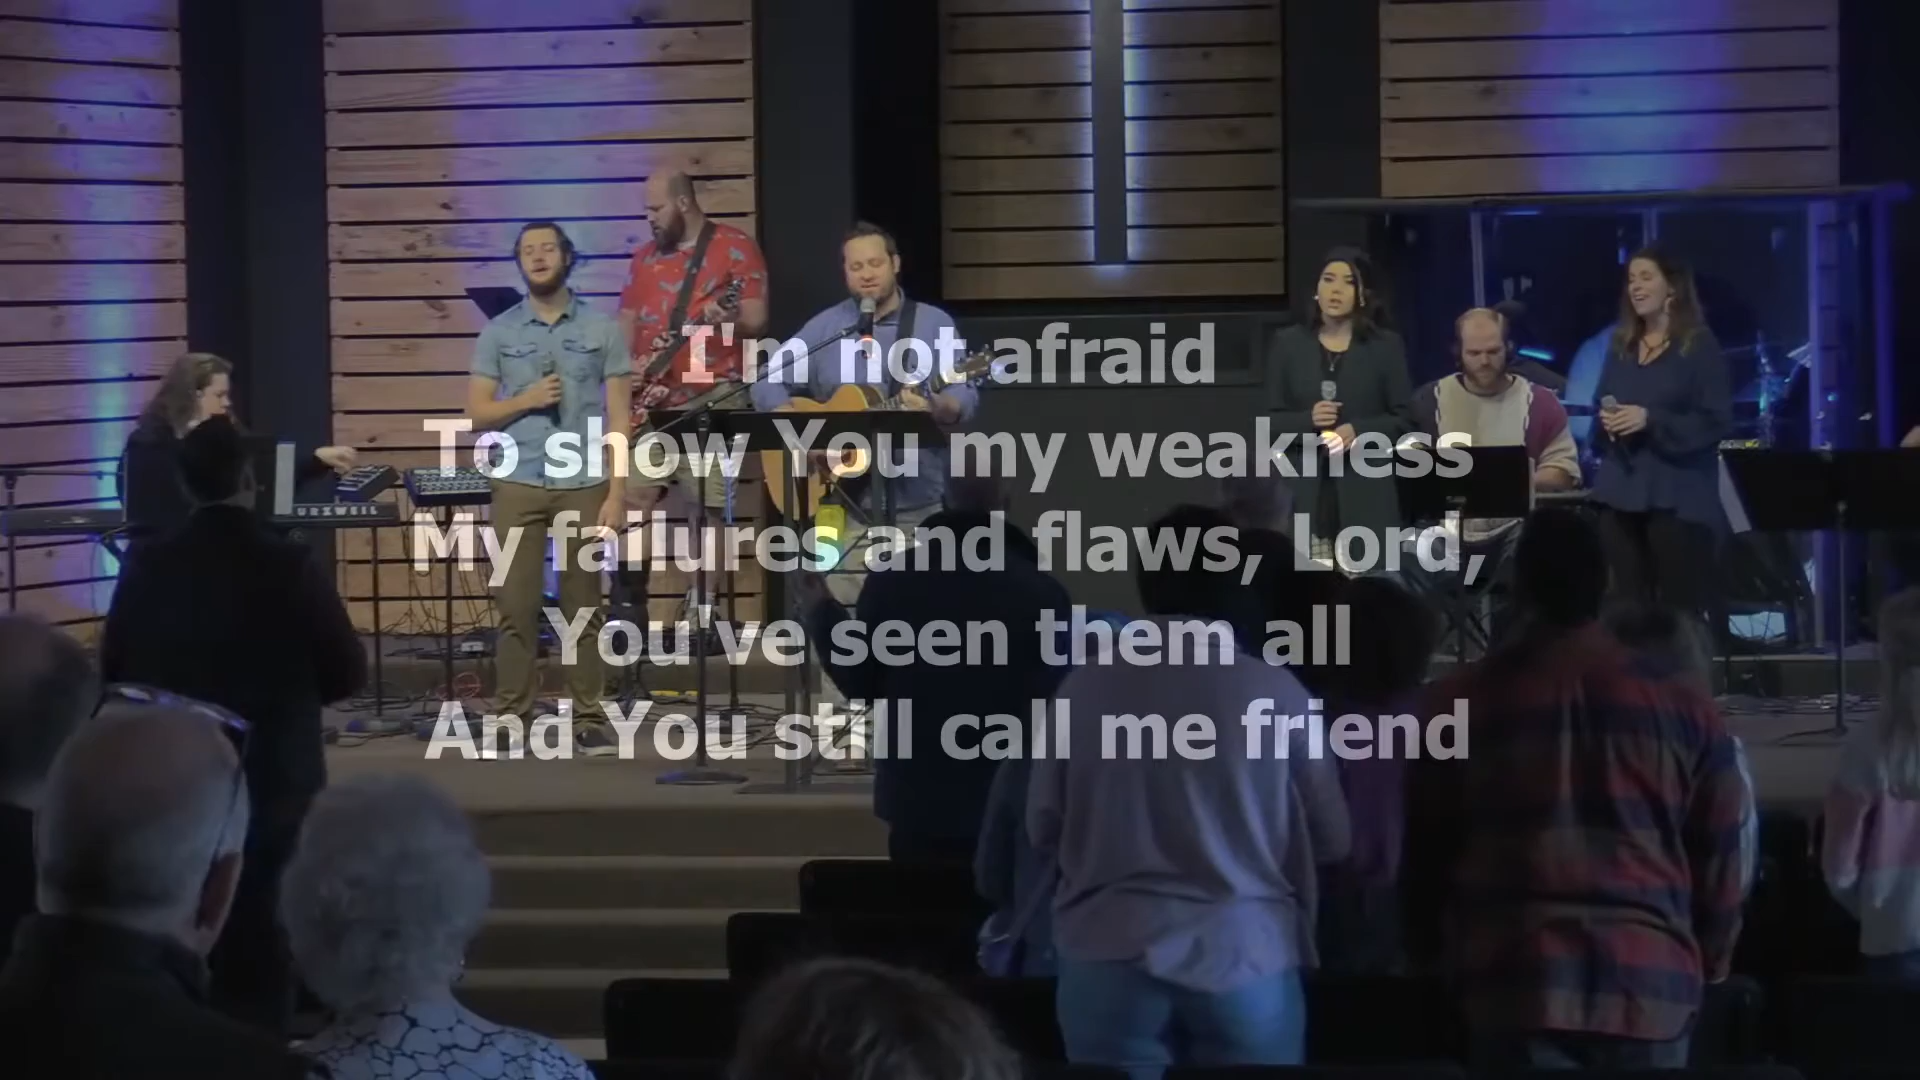 I'm not afraid
To show You my weakness
My failures and flaws, Lord,
You've seen them all
And You still call me friend
URZWEIL